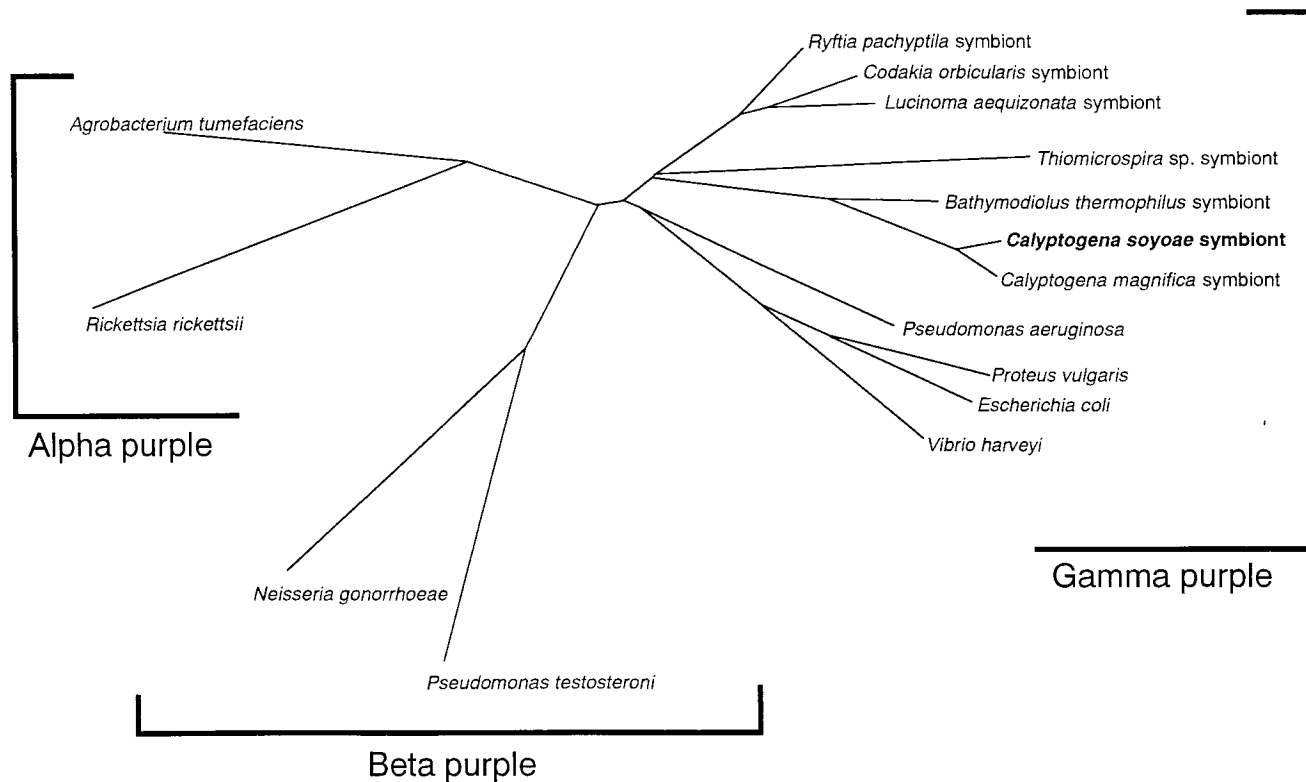 Ryftia pachyptila symbiont
Codakia orbicularis symbiont
Lucinoma aequizonata symbiont
Agrobacterium tumefaciens
Thiomicrospira sp. symbiont
Bathymodiolus thermophilus symbiont
Calyptogena soyoae symbiont
Calyptogena magnifica symbiont
Rickettsia rickettsii
Pseudomonas aeruginosa
Proteus vulgaris
Escherichia coli
Vibrio harveyi
Alpha purple
Gamma purple
Neisseria gonorrhoeae
Pseudomonas testosteroni
Beta purple